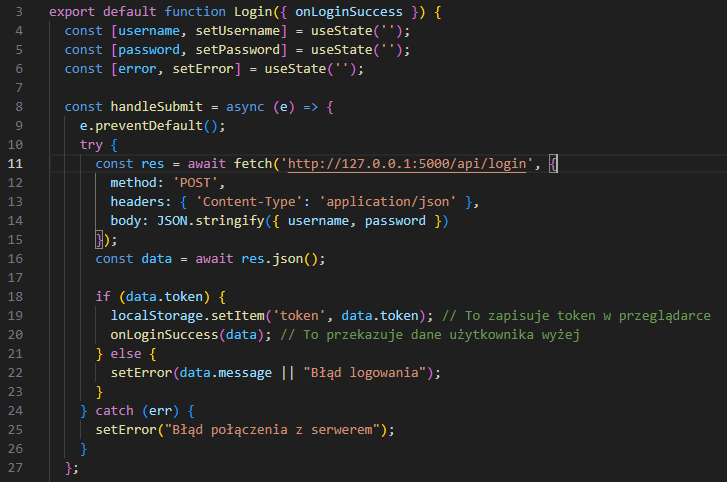 3 export default function Login({ onLoginSuccess }) {
4 const [username, setUsername] = useState('');
5 const [password, setPassword] = useState('');
6 const [error, setError] = useState('');
7
8 const handleSubmit = async (e) => {
9 e.preventDefault();
10 try {
11 const res = await fetch('http://127.0.0.1:5000/api/login', {
12 method: 'POST',
13 headers: { 'Content-Type': 'application/json' },
14 body: JSON.stringify({ username, password })
15 });
16 const data = await res.json();
17
18 if (data.token) {
19 localStorage.setItem('token', data.token); // To zapisuje token w przeglądarce
20 onLoginSuccess(data); // To przekazuje dane użytkownika wyżej
21 } else {
22 setError(data.message || "Błąd logowania");
23 }
24 } catch (err) {
25 setError("Błąd połączenia z serwerem");
26 }
27 };